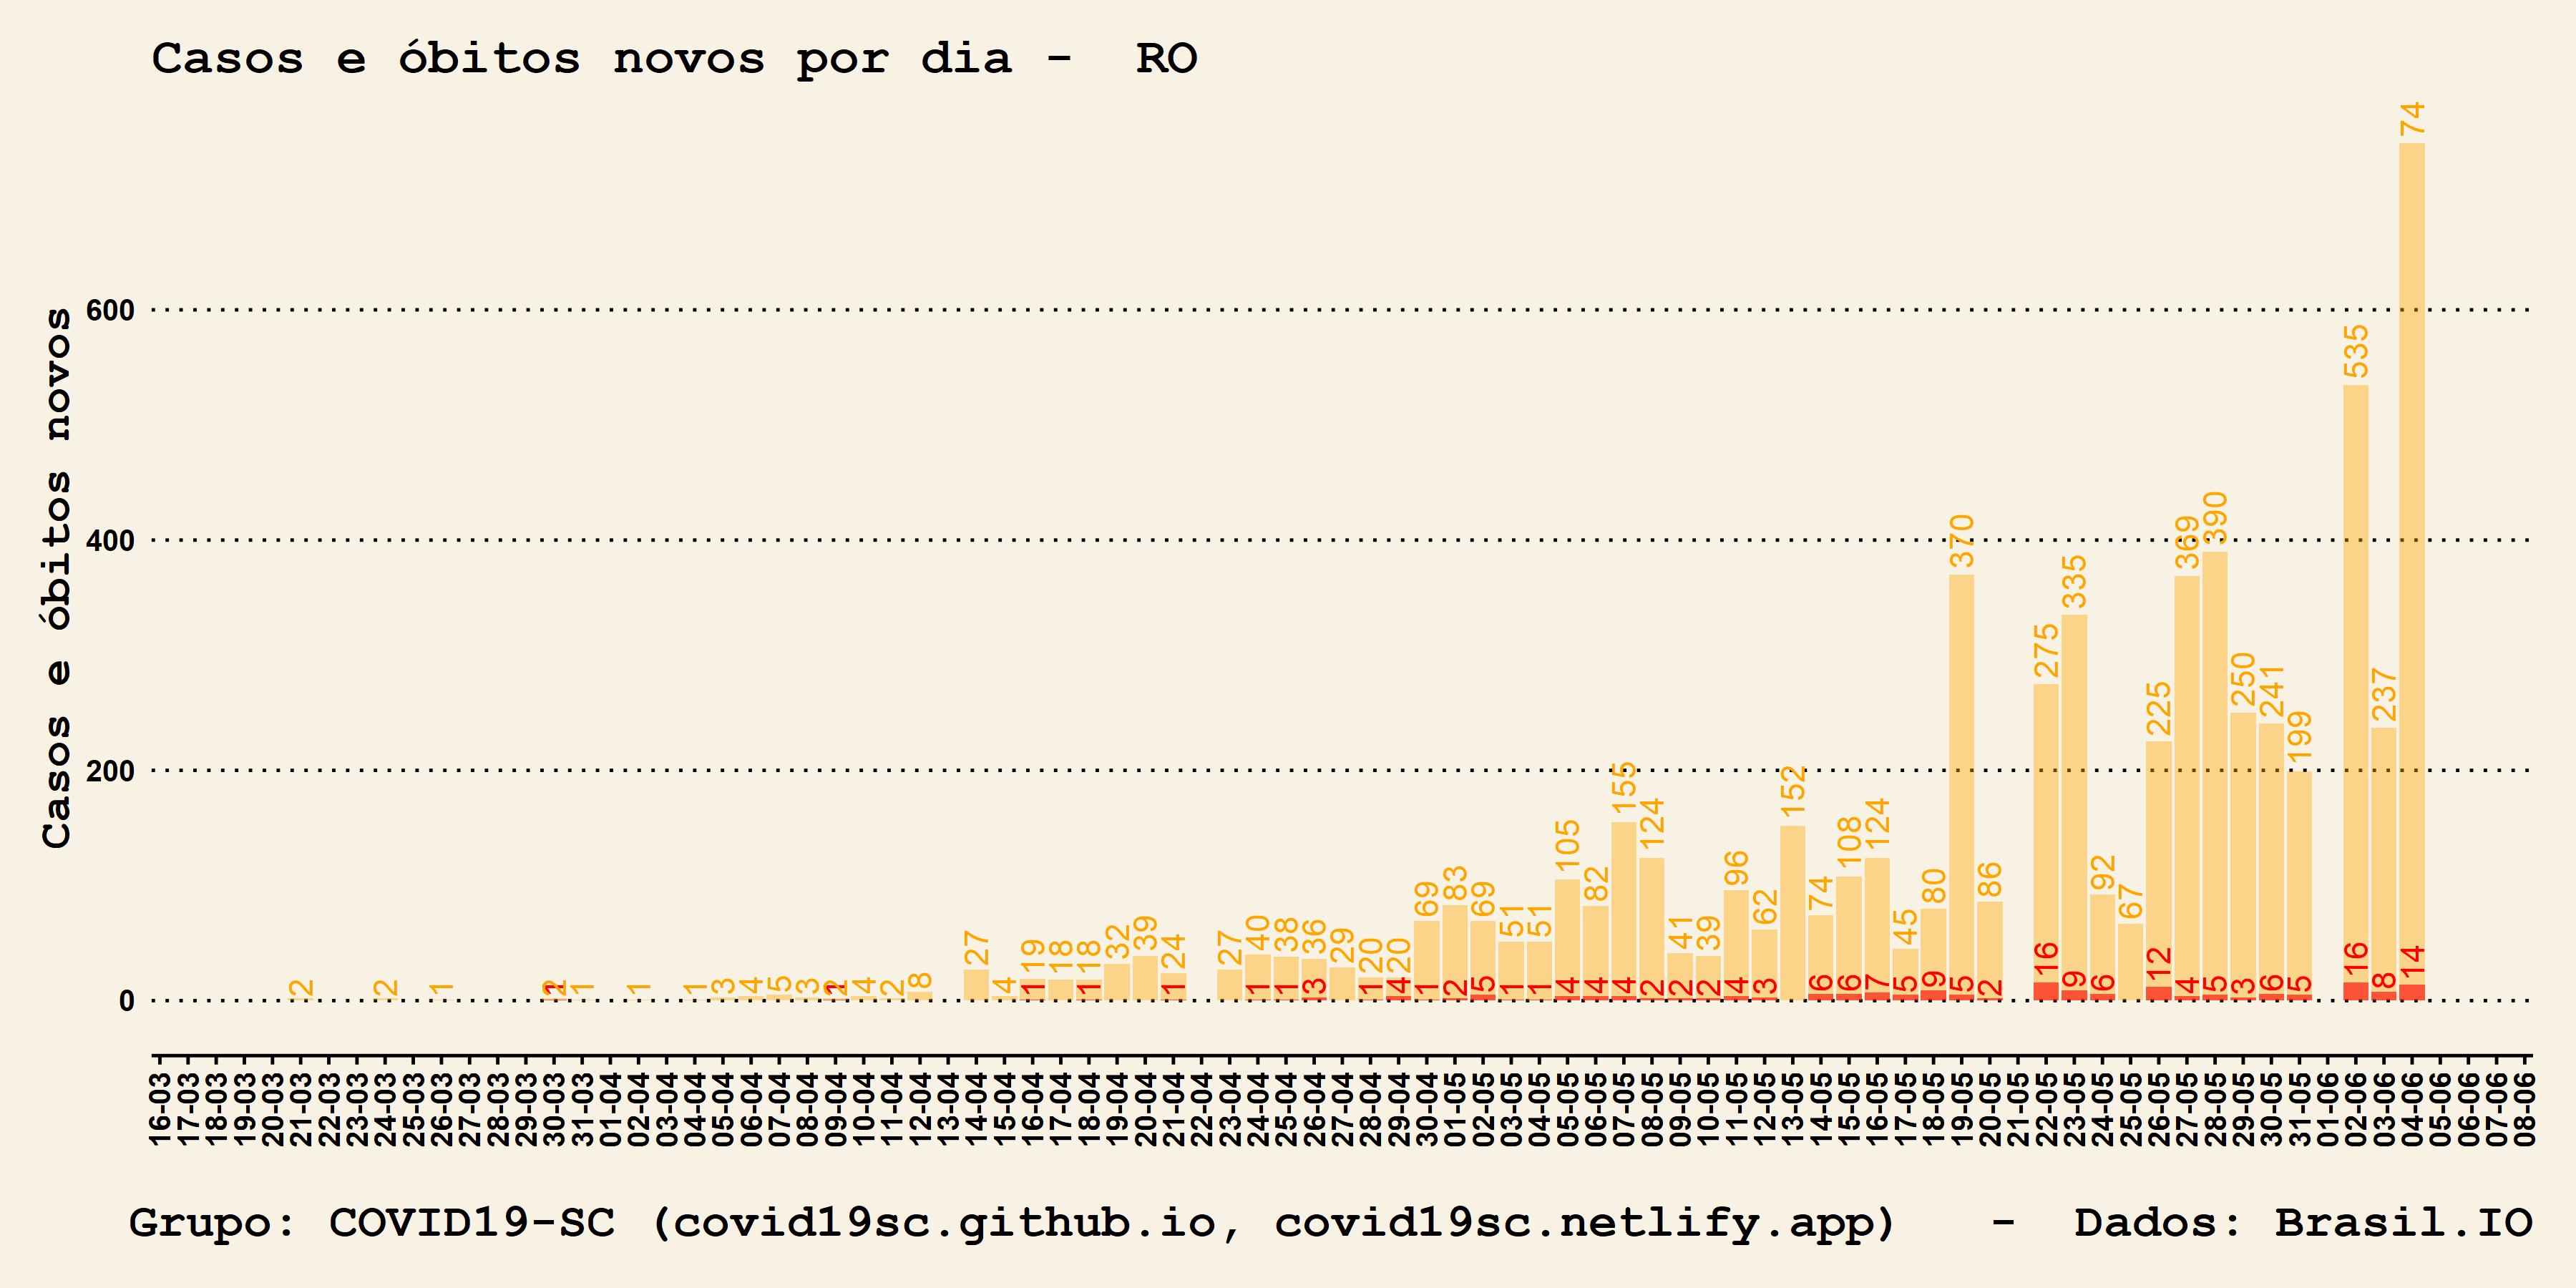 Casos e óbitos novos por dia - RO
Casos e óbitos novos
600
400
200
0
2 2 1 2 1 1 1 3 4 5 3 2 4 2 8 27 4 19 18 18 32 39 24 27 40 38 36 29 20 20 69 83 69 51 51 105 82 155 124 41 39 96 62 152 74 108 124 45 80 370 86 275 335 92 67 225 369 390 250 241 199 535 237 74
1 1 1 1 1 1 1 3 1 4 1 2 5 1 1 4 4 4 2 2 2 4 3 6 6 7 5 9 5 2 16 9 6 12 4 5 3 6 5 16 8 14
16-03 17-03 18-03 19-03 20-03 21-03 22-03 23-03 24-03 25-03 26-03 27-03 28-03 29-03 30-03 31-03 01-04 02-04 03-04 04-04 05-04 06-04 07-04 08-04 09-04 10-04 11-04 12-04 13-04 14-04 15-04 16-04 17-04 18-04 19-04 20-04 21-04 22-04 23-04 24-04 25-04 26-04 27-04 28-04 29-04 30-04 01-05 02-05 03-05 04-05 05-05 06-05 07-05 08-05 09-05 10-05 11-05 12-05 13-05 14-05 15-05 16-05 17-05 18-05 19-05 20-05 21-05 22-05 23-05 24-05 25-05 26-05 27-05 28-05 29-05 30-05 31-05 01-06 02-06 03-06 04-06 05-06 06-06 07-06 08-06
Grupo: COVID19-SC (covid19sc.github.io, covid19sc.netlify.app) - Dados: Brasil.IO